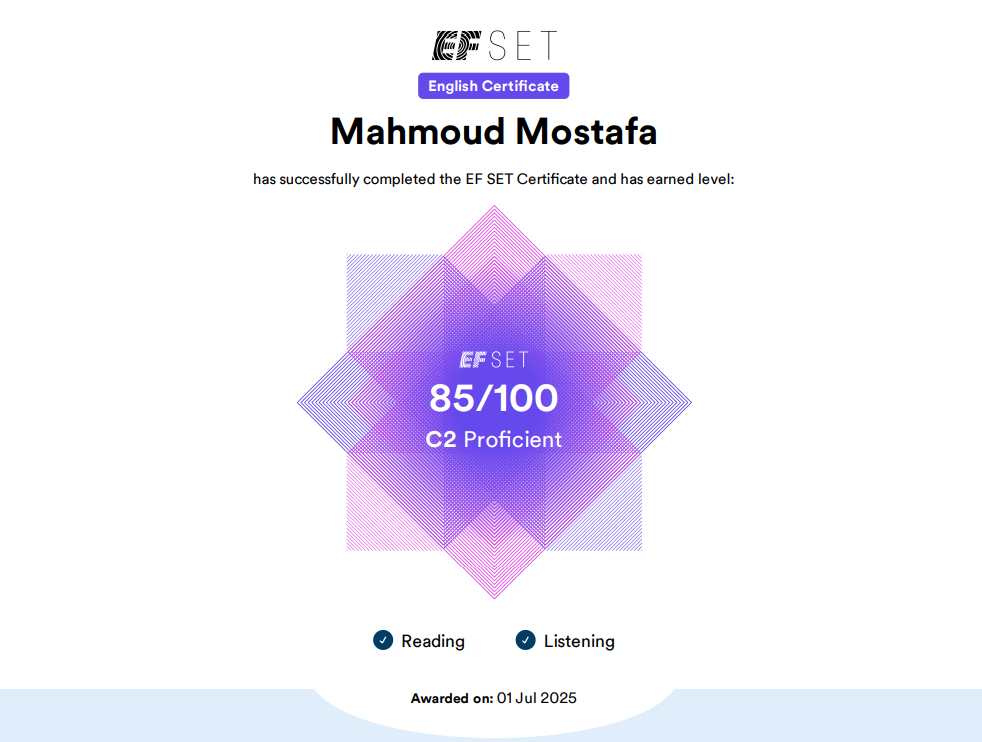 EF SET
English Certificate
Mahmoud Mostafa
has successfully completed the EF SET Certificate and has earned level:
EF SET
85/100
C2 Proficient
Reading Listening
Awarded on: 01 Jul 2025